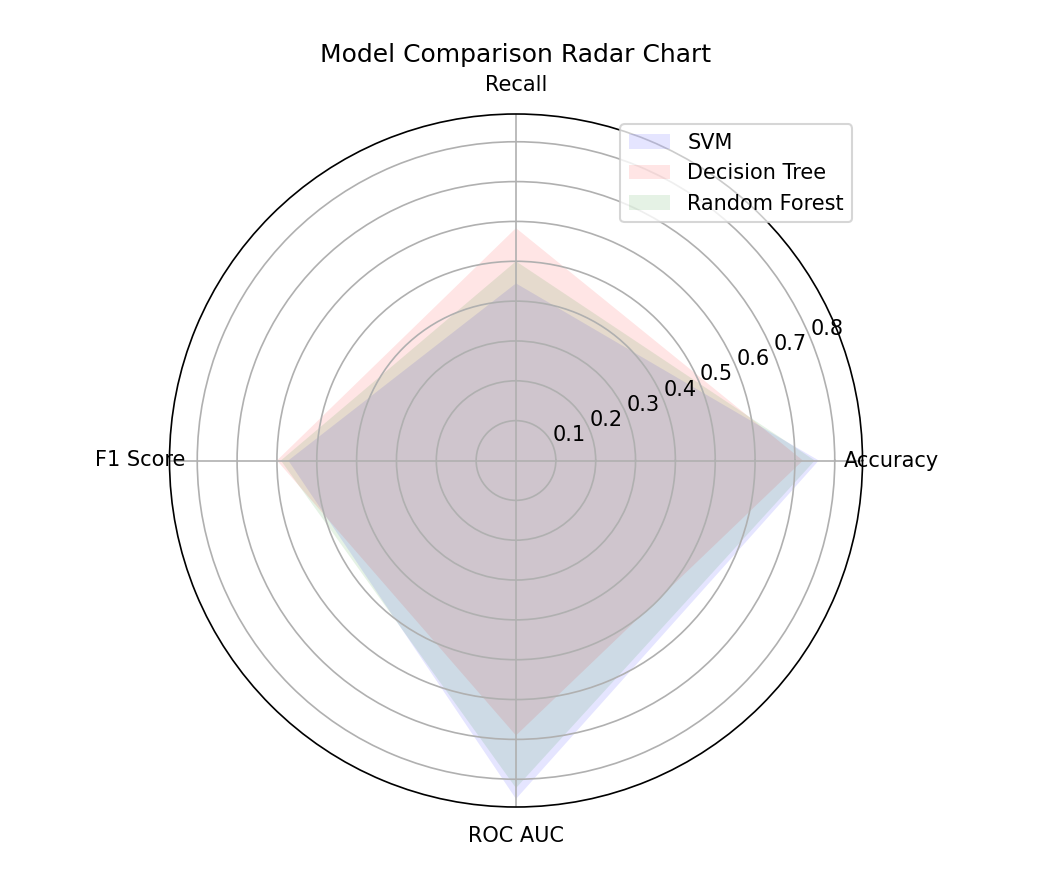 Model Comparison Radar Chart
Recall
SVM
Decision Tree
Random Forest
0.8
0.7
0.6
0.5
0.4
0.3
0.2
0.1
F1 Score
Accuracy
ROC AUC